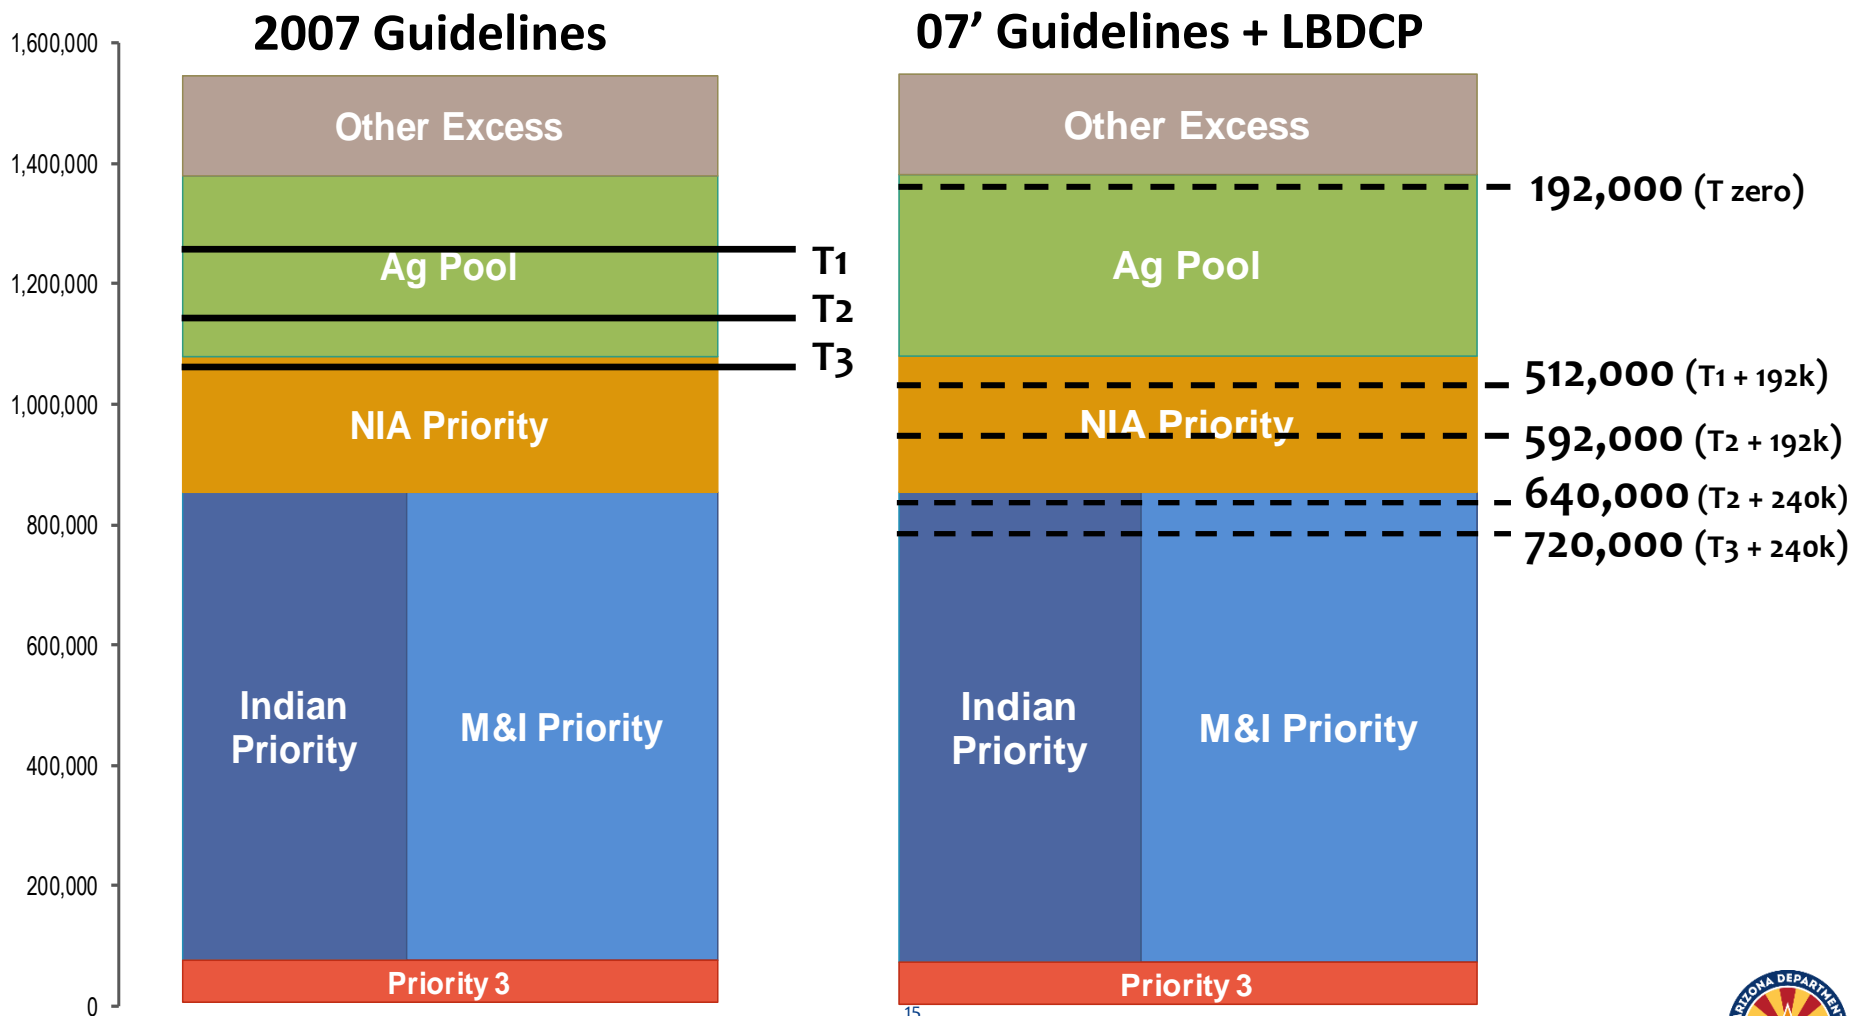 2007 Guidelines
07’ Guidelines + LBDCP
1,600,000
1,400,000
1,200,000
1,000,000
800,000
600,000
400,000
200,000
0
Other Excess
Ag Pool
NIA Priority
Indian
Priority
M&I Priority
Priority 3
T1
T2
T3
Other Excess
Ag Pool
NIA Priority
Indian
Priority
M&I Priority
Priority 3
192,000 (T zero)
512,000 (T1 + 192k)
592,000 (T2 + 192k)
640,000 (T2 + 240k)
720,000 (T3 + 240k)
15
ARIZONA DEPARTMENT